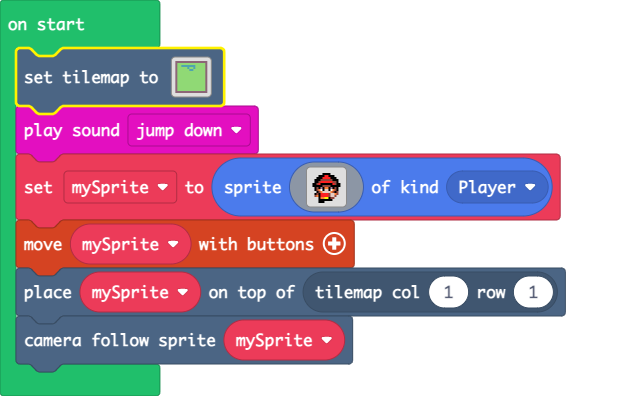 on start
set tilemap to
play sound jump down
set mySprite to sprite of kind Player
move mySprite with buttons
place mySprite on top of tilemap col 1 row 1
camera follow sprite mySprite